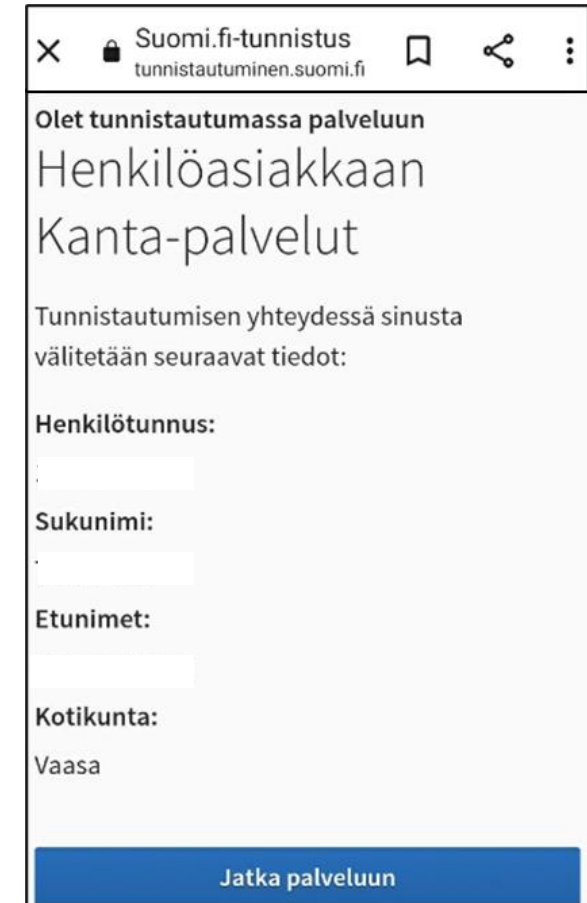 Suomi.fi-tunnistus
tunnistautuminen.suomi.fi
Olet tunnistautumassa palveluun
Henkilöasiakkaan
Kanta-palvelut
Tunnistautumisen yhteydessä sinusta
välitetään seuraavat tiedot:
Henkilötunnus:
Sukunimi:
Etunimet:
Kotikunta:
Vaasa
Jatka palveluun